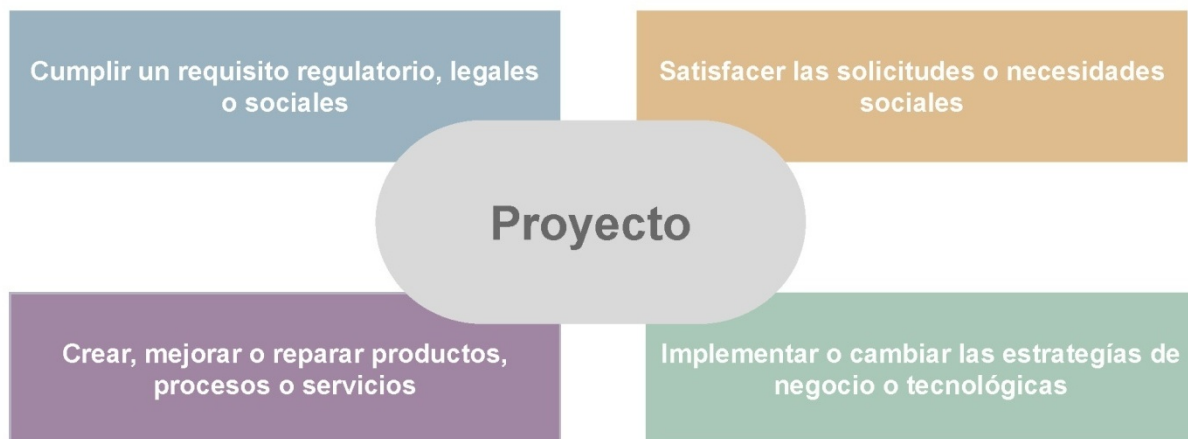 Cumplir un requisito regulatorio, legales
o sociales
Satisfacer las solicitudes o necesidades
sociales
Proyecto
Crear, mejorar o reparar productos,
procesos o servicios
Implementar o cambiar las estrategías de
negocio o tecnológicas